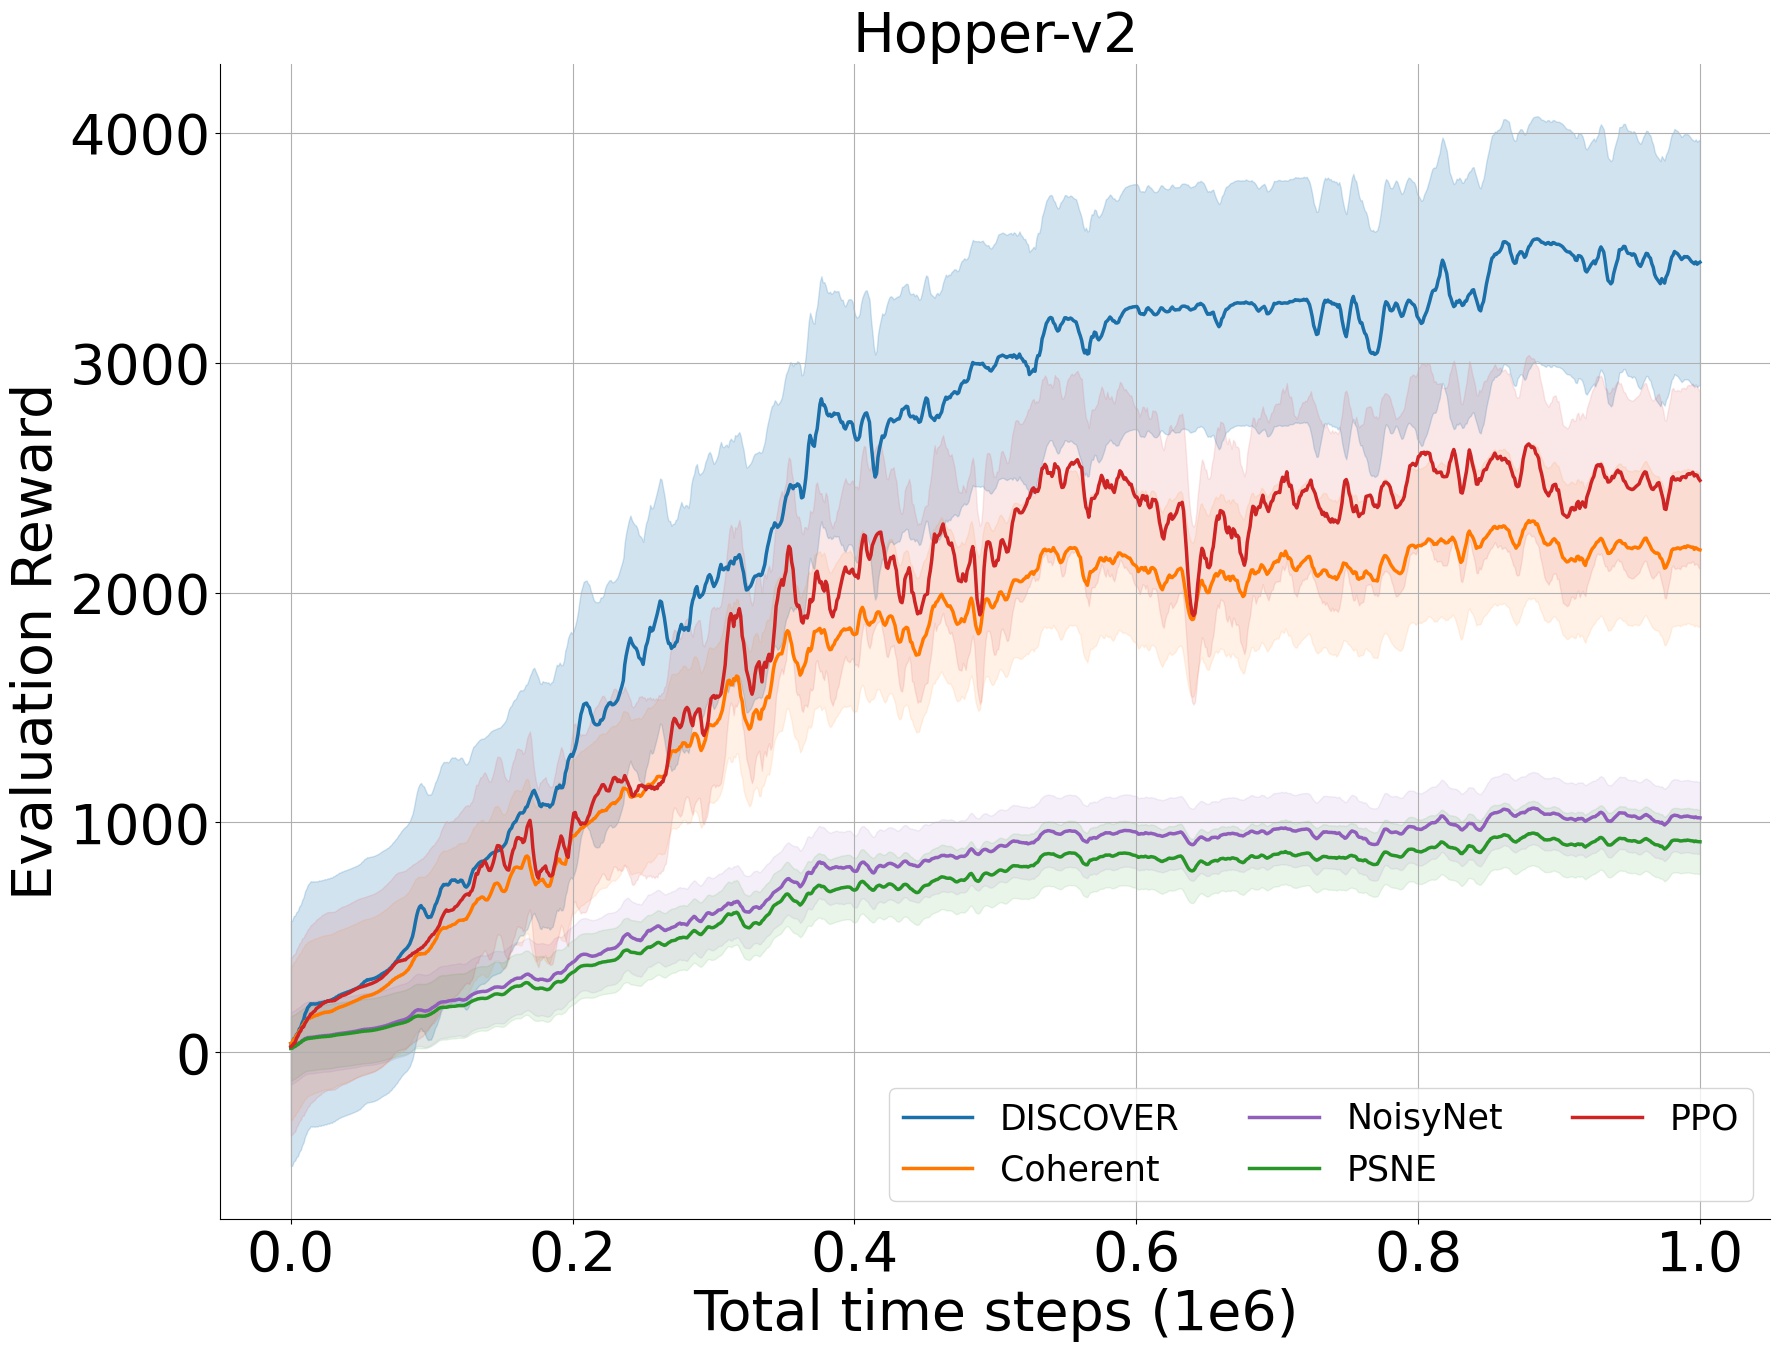 Hopper-v2
Evaluation Reward
4000
3000
2000
1000
0
0.0 0.2 0.4 0.6 0.8 1.0
Total time steps (1e6)
DISCOVER NoisyNet PPO
Coherent PSNE